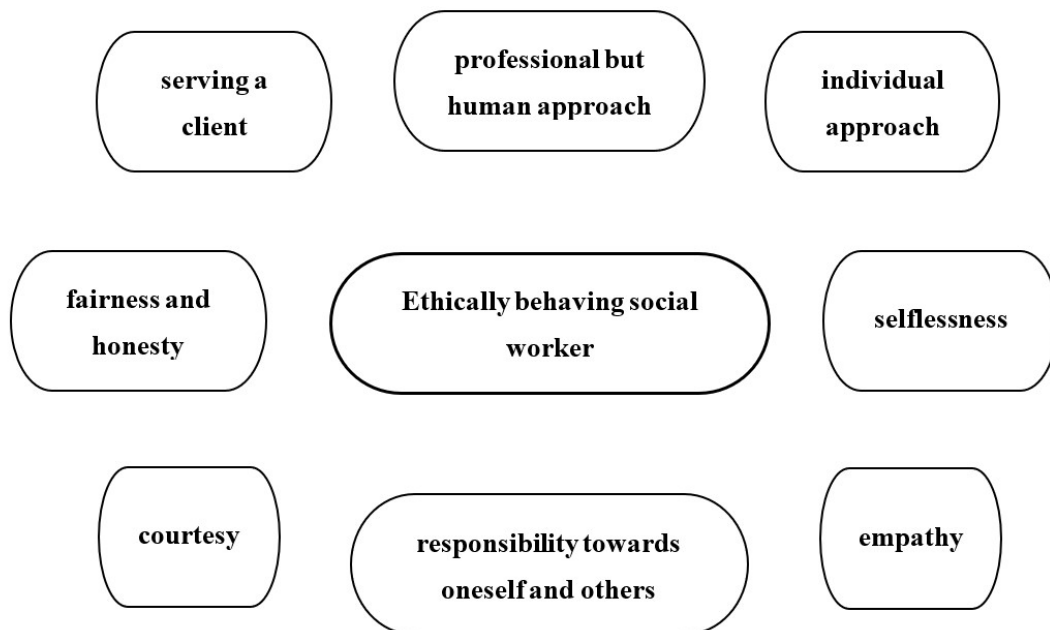 serving a
client
professional but
human approach
individual
approach
fairness and
honesty
Ethically behaving social
worker
selflessness
courtesy
responsibility towards
oneself and others
empathy